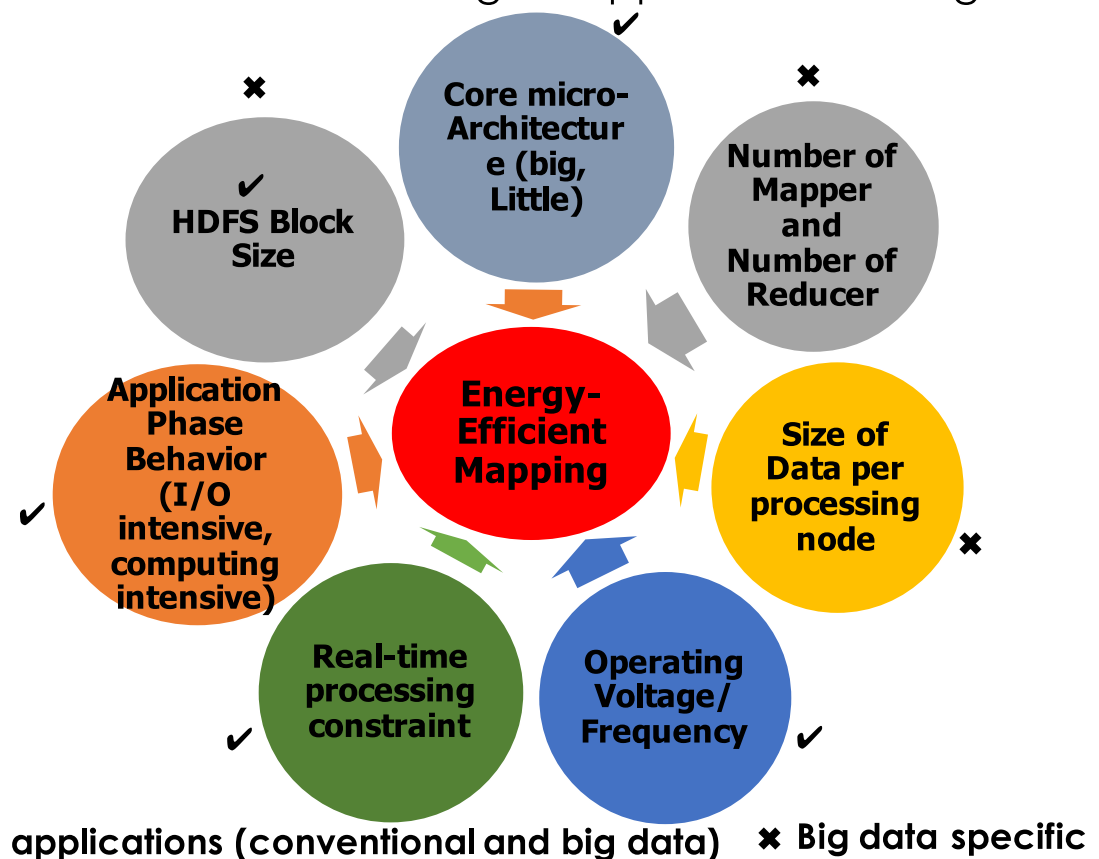 Core micro-
Architectur
e (big,
Little)
Number of
Mapper
and
Number of
Reducer
✖
✔
✖
✔
HDFS Block
Size
Energy-
Efficient
Mapping
Size of
Data per
processing
node
✖
Application
Phase
Behavior
(I/O
intensive,
computing
intensive)
✔
Real-time
processing
constraint
✔
Operating
Voltage/
Frequency
✔
applications (conventional and big data)
✖ Big data specific